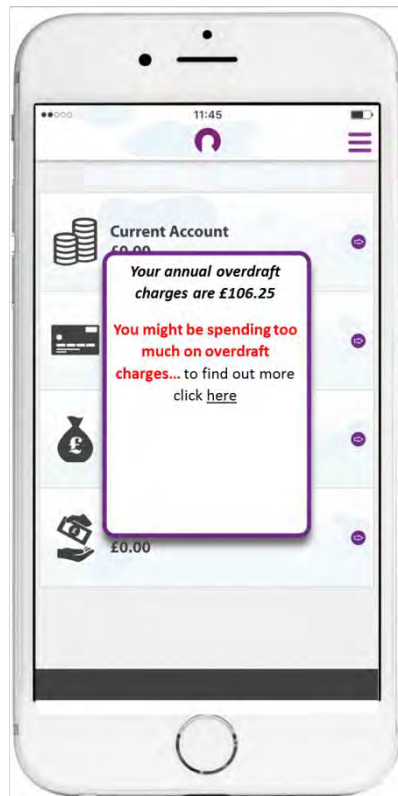 11:45
Current Account
£0.00
Your annual overdraft
charges are £106.25
You might be spending too
much on overdraft
charges... to find out more
click here
£
£0.00